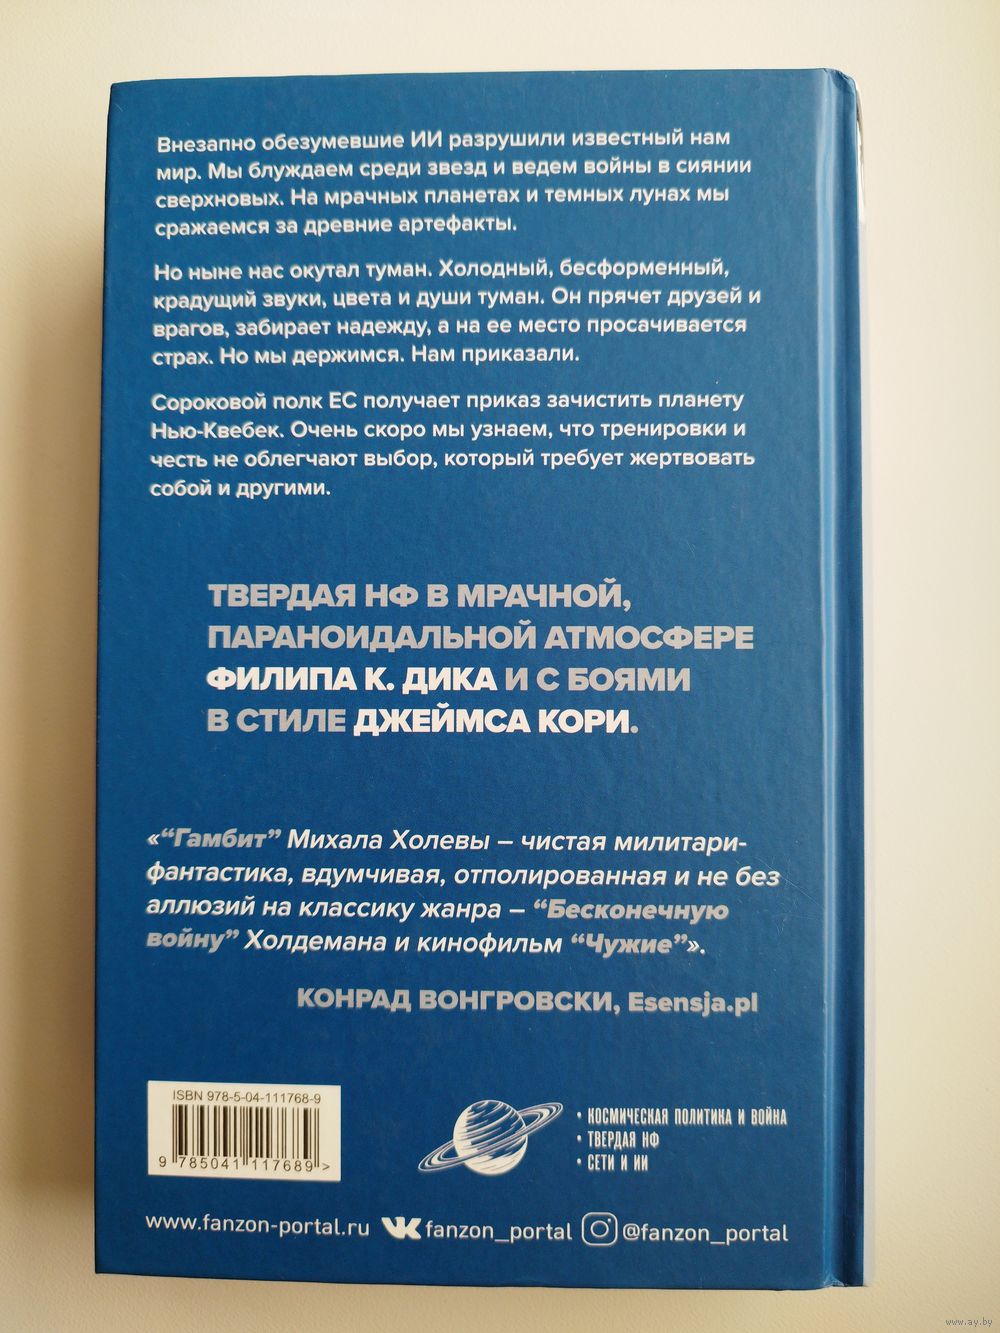 Внезапно обезумевшие ИИ разрушили известный нам
мир. Мы блуждаем среди звезд и ведем войны в сиянии
сверхновых. На мрачных планетах и темных лунах мы
сражаемся за древние артефакты.
Но ныне нас окутал туман. Холодный, бесформенный,
крадущий звуки, цвета и души туман. Он прячет друзей и
врагов, забирает надежду, а на ее место просачивается
страх. Но мы держимся. Нам приказали.
Сороковой полк ЕС получает приказ зачистить планету
Нью-Квебек. Очень скоро мы узнаем, что тренировки и
честь не облегчают выбор, который требует жертвовать
собой и другими.
ТВЕРДАЯ НФ В МРАЧНОЙ,
ПАРАНОИДАЛЬНОЙ АТМОСФЕРЕ
ФИЛИПА К. ДИКА И С БОЯМИ
В СТИЛЕ ДЖЕЙМСА КОРИ.
«“Гамбит” Михала Холевы – чистая милитари-
фантастика, вдумчивая, отполированная и не без
аллюзий на классику жанра – “Бесконечную
войну” Холдемана и кинофильм “Чужие”».
КОНРАД ВОНГРОВСКИ, Esensja.pl
ISBN 978-5-04-111768-9
9 785041 117689 >
• КОСМИЧЕСКАЯ ПОЛИТИКА И ВОЙНА
• ТВЕРДАЯ НФ
• СЕТИ И ИИ
www.fanzon-portal.ru fanzon_portal @fanzon_portal
www.ay.by